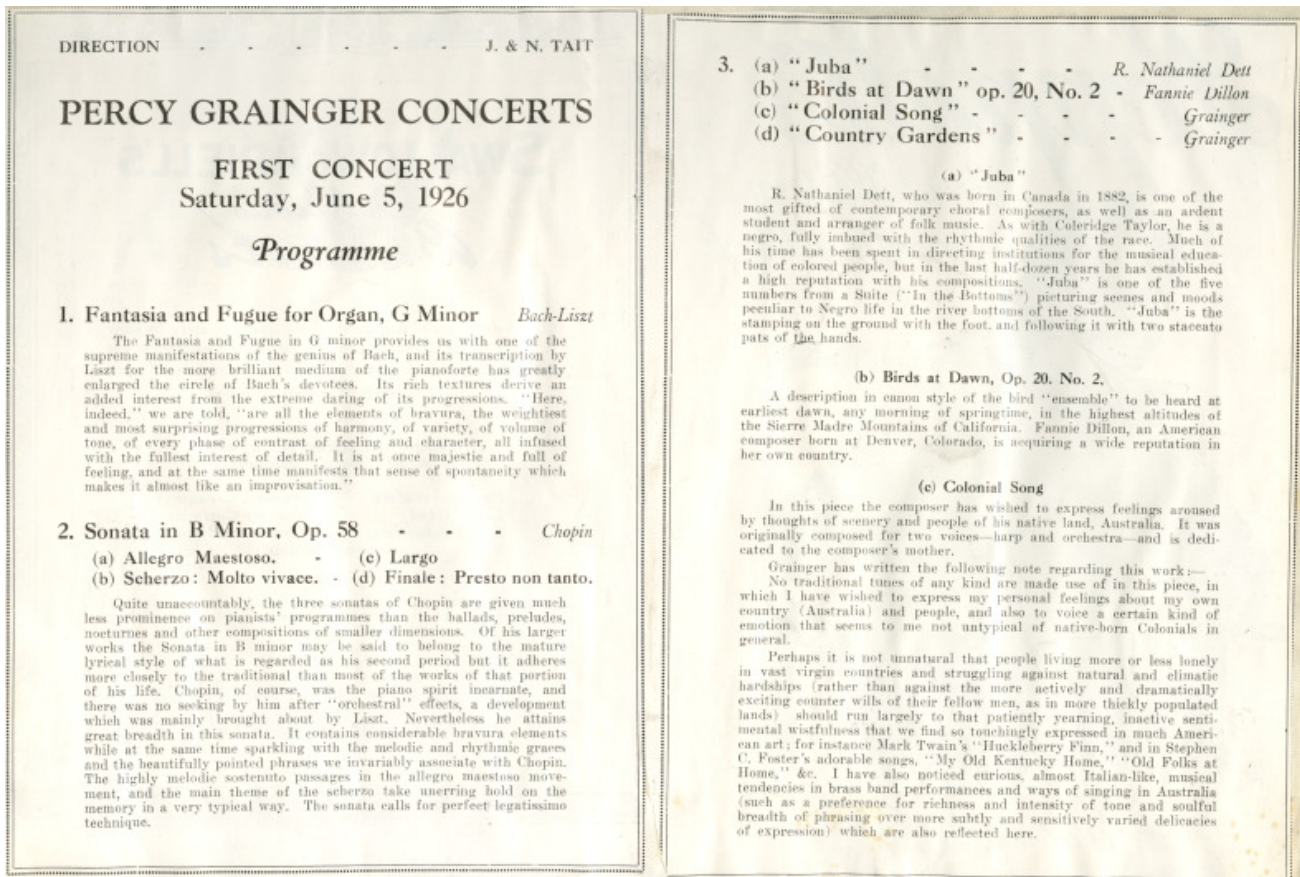 DIRECTION - - - - - - J. & N. TAIT
PERCY GRAINGER CONCERTS
FIRST CONCERT
Saturday, June 5, 1926
Programme
1. Fantasia and Fugue for Organ, G Minor Bach-Liszt
The Fantasia and Fugue in G minor provides us with one of the
supreme manifestations of the genius of Bach, and its transcription by
Liszt for the more brilliant medium of the pianoforte has greatly
enlarged the circle of Bach's devotees. Its rich textures derive an
added interest from the extreme daring of its progressions. "Here,
indeed," we are told, "are all the elements of bravura, the weightiest
and most surprising progressions of harmony, of variety, of volume of
tone, of every phase of contrast of feeling and character, all infused
with the fullest interest of detail. It is at once majestic and full of
feeling, and at the same time manifests that sense of spontaneity which
makes it almost like an improvisation."
2. Sonata in B Minor, Op. 58 - - - Chopin
(a) Allegro Maestoso. - (c) Largo
(b) Scherzo: Molto vivace. - (d) Finale: Presto non tanto.
Quite unaccountably, the three sonatas of Chopin are given much
less prominence on pianists' programmes than the ballads, preludes,
nocturnes and other compositions of smaller dimensions. Of his larger
works the Sonata in B minor may be said to belong to the mature
lyrical style of what is regarded as his second period but it adheres
more closely to the traditional than most of the works of that portion
of his life. Chopin, of course, was the piano spirit incarnate, and
there was no seeking by him after "orchestral" effects, a development
which was mainly brought about by Liszt. Nevertheless he attains
great breadth in this sonata. It contains considerable bravura elements
while at the same time sparkling with the melodic and rhythmic graces
and the beautifully pointed phrases we invariably associate with Chopin.
The highly melodic sostenuto passages in the allegro maestoso move-
ment, and the main theme of the scherzo take unerring hold on the
memory in a very typical way. The sonata calls for perfect legatissimo
technique.
3. (a) "Juba" - - - - R. Nathaniel Dett
(b) "Birds at Dawn" op. 20, No. 2 - Fannie Dillon
(c) "Colonial Song" - - - - Grainger
(d) "Country Gardens" - - - - Grainger
(a) "Juba"
R. Nathaniel Dett, who was born in Canada in 1882, is one of the
most gifted of contemporary choral composers, as well as an ardent
student and arranger of folk music. As with Coleridge Taylor, he is a
negro, fully imbued with the rhythmic qualities of the race. Much of
his time has been spent in directing institutions for the musical educa-
tion of colored people, but in the last half-dozen years he has established
a high reputation with his compositions. "Juba" is one of the five
numbers from a Suite ("In the Bottoms") picturing scenes and moods
peculiar to Negro life in the river bottoms of the South. "Juba" is the
stamping on the ground with the foot. and following it with two staccato
pats of the hands.
(b) Birds at Dawn, Op. 20. No. 2.
A description in canon style of the bird "ensemble" to be heard at
earliest dawn, any morning of springtime, in the highest altitudes of
the Sierre Madre Mountains of California. Fannie Dillon, an American
composer born at Denver, Colorado, is acquiring a wide reputation in
her own country.
(c) Colonial Song
In this piece the composer has wished to express feelings aroused
by thoughts of scenery and people of his native land, Australia. It was
originally composed for two voices—harp and orchestra—and is dedi-
cated to the composer's mother.
Grainger has written the following note regarding this work:—
No traditional tunes of any kind are made use of in this piece, in
which I have wished to express my personal feelings about my own
country (Australia) and people, and also to voice a certain kind of
emotion that seems to me not untypical of native-born Colonials in
general.
Perhaps it is not unnatural that people living more or less lonely
in vast virgin countries and struggling against natural and climatic
hardships (rather than against the more actively and dramatically
exciting counter wills of their fellow men, as in more thickly populated
lands) should run largely to that patiently yearning, inactive senti-
mental wistfulness that we find so touchingly expressed in much Ameri-
can art; for instance Mark Twain's "Huckleberry Finn," and in Stephen
C. Foster's adorable songs, "My Old Kentucky Home," "Old Folks at
Home," &c. I have also noticed curious, almost Italian-like, musical
tendencies in brass band performances and ways of singing in Australia
(such as a preference for richness and intensity of tone and soulful
breadth of phrasing over more subtly and sensitively varied delicacies
of expression) which are also reflected here.